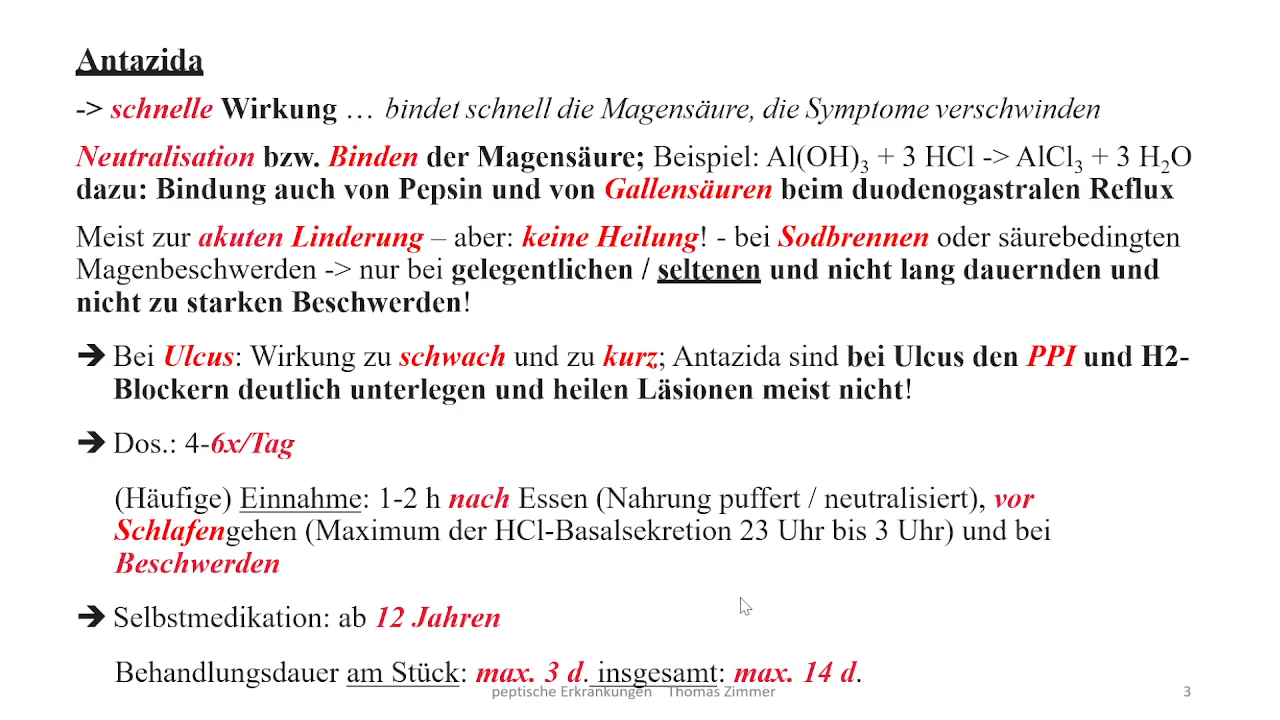 Antazida
-> schnelle Wirkung … bindet schnell die Magensäure, die Symptome verschwinden
Neutralisation bzw. Binden der Magensäure; Beispiel: Al(OH)₃ + 3 HCl -> AlCl₃ + 3 H₂O
dazu: Bindung auch von Pepsin und von Gallensäuren beim duodenogastralen Reflux
Meist zur akuten Linderung – aber: keine Heilung! - bei Sodbrennen oder säurebedingten
Magenbeschwerden -> nur bei gelegentlichen / seltenen und nicht lang dauernden und
nicht zu starken Beschwerden!
➔ Bei Ulcus: Wirkung zu schwach und zu kurz; Antazida sind bei Ulcus den PPI und H2-
Blockern deutlich unterlegen und heilen Läsionen meist nicht!
➔ Dos.: 4-6x/Tag
(Häufige) Einnahme: 1-2 h nach Essen (Nahrung puffert / neutralisiert), vor
Schlafengehen (Maximum der HCl-Basalsekretion 23 Uhr bis 3 Uhr) und bei
Beschwerden
➔ Selbstmedikation: ab 12 Jahren
Behandlungsdauer am Stück: max. 3 d. insgesamt: max. 14 d.
peptische Erkrankungen Thomas Zimmer
3